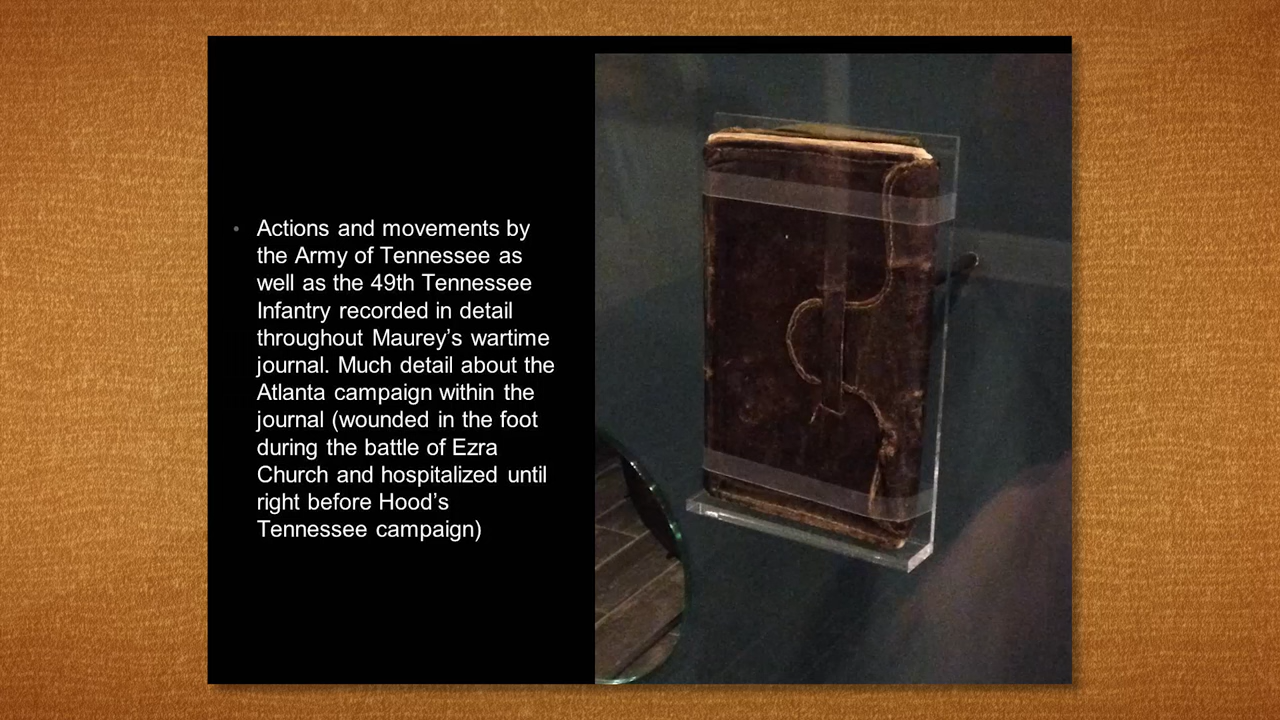 • Actions and movements by
the Army of Tennessee as
well as the 49th Tennessee
Infantry recorded in detail
throughout Maurey’s wartime
journal. Much detail about the
Atlanta campaign within the
journal (wounded in the foot
during the battle of Ezra
Church and hospitalized until
right before Hood’s
Tennessee campaign)